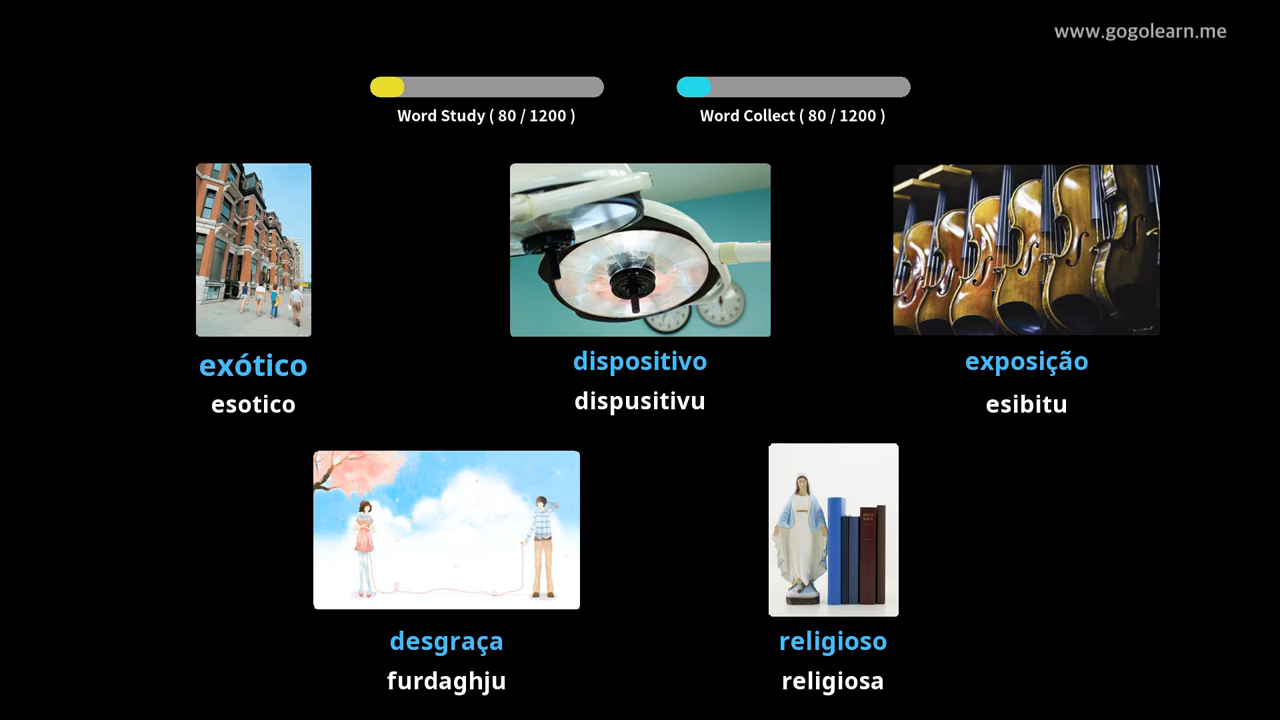 www.gogolearn.me
Word Study ( 80 / 1200 )
Word Collect ( 80 / 1200 )
exótico
esotico
dispositivo
dispusitivu
exposição
esibitu
desgraça
furdaghju
religioso
religiosa